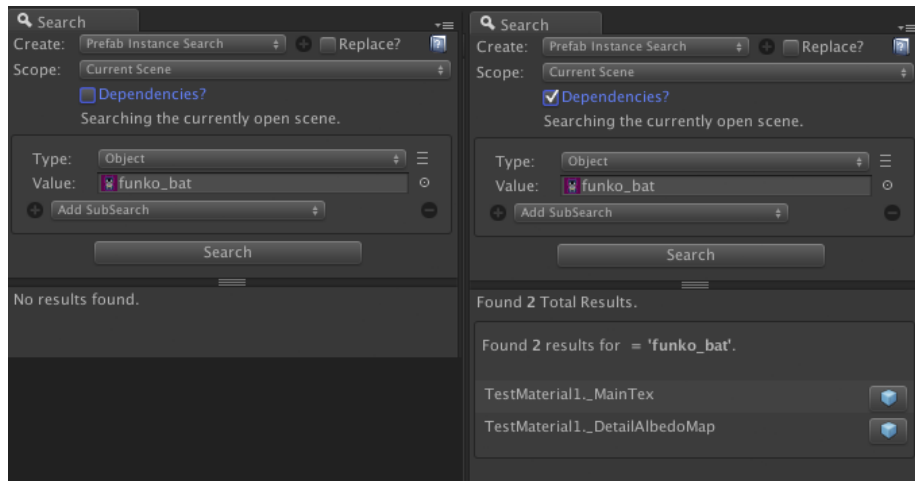 Search
Create: Prefab Instance Search Replace?
Scope: Current Scene
Dependencies?
Searching the currently open scene.
Type: Object
Value: funko_bat
Add SubSearch
Search
No results found.
Search
Create: Prefab Instance Search Replace?
Scope: Current Scene
Dependencies?
Searching the currently open scene.
Type: Object
Value: funko_bat
Add SubSearch
Search
Found 2 Total Results.
Found 2 results for = 'funko_bat'.
TestMaterial1._MainTex
TestMaterial1._DetailAlbedoMap